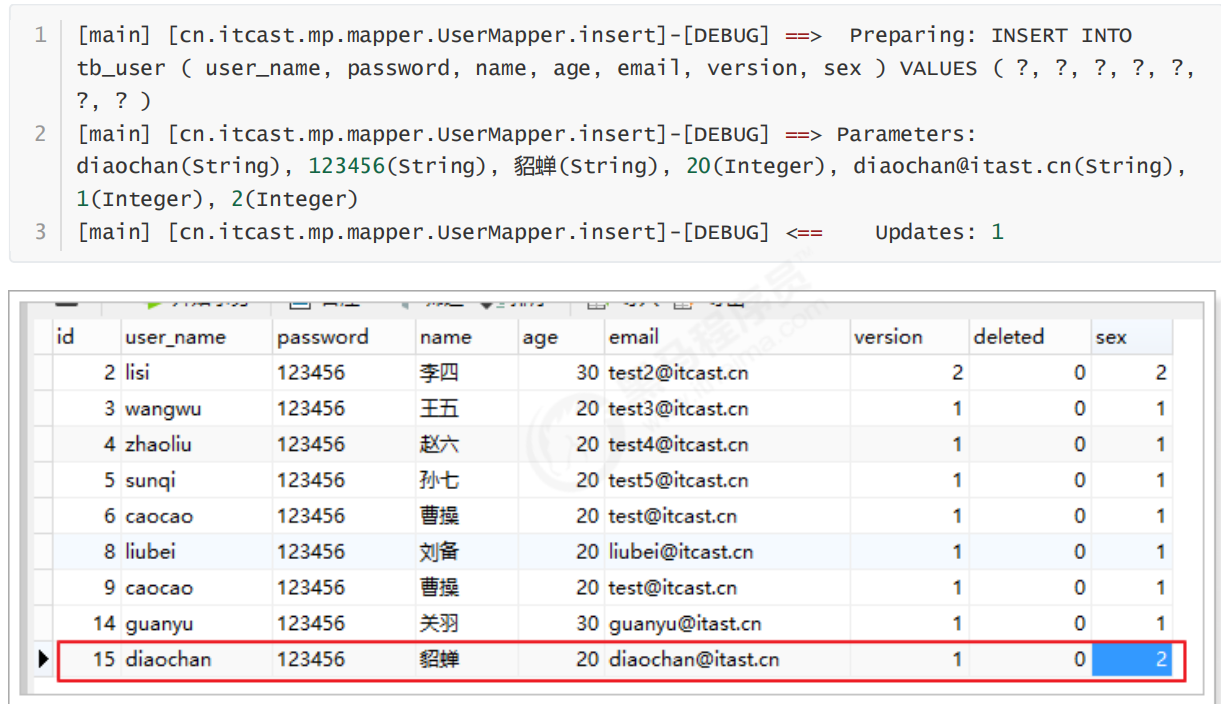 1 [main] [cn.itcast.mp.mapper.UserMapper.insert]-[DEBUG] ==>  Preparing: INSERT INTO
tb_user ( user_name, password, name, age, email, version, sex ) VALUES ( ?, ?, ?, ?, ?,
?, ? )
2 [main] [cn.itcast.mp.mapper.UserMapper.insert]-[DEBUG] ==> Parameters:
diaochan(String), 123456(String), 貂蝉(String), 20(Integer), diaochan@itast.cn(String),
1(Integer), 2(Integer)
3 [main] [cn.itcast.mp.mapper.UserMapper.insert]-[DEBUG] <==    Updates: 1
id user_name password name age email version deleted sex
2 lisi 123456 李四 30 test2@itcast.cn 2 0 2
3 wangwu 123456 王五 20 test3@itcast.cn 1 0 1
4 zhaoliu 123456 赵六 20 test4@itcast.cn 1 0 1
5 sunqi 123456 孙七 20 test5@itcast.cn 1 0 1
6 caocao 123456 曹操 20 test@itcast.cn 1 0 1
8 liubei 123456 刘备 20 liubei@itcast.cn 1 0 1
9 caocao 123456 曹操 20 test@itcast.cn 1 0 1
14 guanyu 123456 关羽 30 guanyu@itast.cn 1 0 1
15 diaochan 123456 貂蝉 20 diaochan@itast.cn 1 0 2
黑马程序员